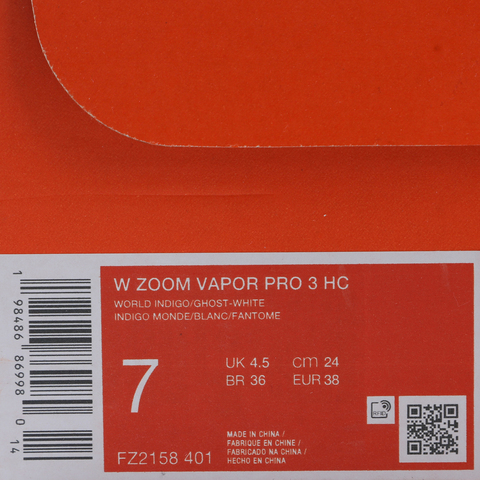 W ZOOM VAPOR PRO 3 HC
WORLD INDIGO/GHOST-WHITE
INDIGO MONDE/BLANC/FANTOME
7
UK 4.5 cm 24
BR 36 EUR 38
FZ2158 401
MADE IN CHINA /
FABRIQUE EN CHINE /
FABRICADO NA CHINA /
HECHO EN CHINA
RFID
1 98486 86998 0 14